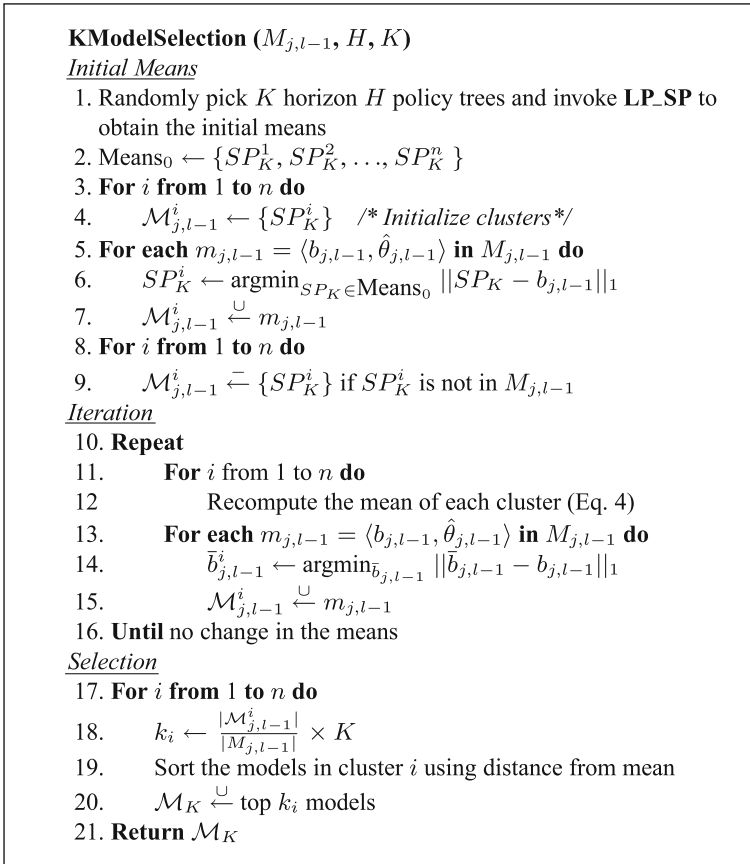 KModelSelection (M_{j,l−1}, H, K)
Initial Means
1. Randomly pick K horizon H policy trees and invoke LP_SP to
obtain the initial means
2. Means_0 ← {SP_K^1, SP_K^2, ..., SP_K^n }
3. For i from 1 to n do
4. ℳ_{j,l−1}^i ← {SP_K^i} /* Initialize clusters*/
5. For each m_{j,l−1} = ⟨b_{j,l−1}, θ̂_{j,l−1}⟩ in M_{j,l−1} do
6. SP_K^i ← argmin_{SP_K∈Means_0} ||SP_K − b_{j,l−1}||_1
7. ℳ_{j,l−1}^i ←^∪ m_{j,l−1}
8. For i from 1 to n do
9. ℳ_{j,l−1}^i ←^− {SP_K^i} if SP_K^i is not in M_{j,l−1}
Iteration
10. Repeat
11. For i from 1 to n do
12 Recompute the mean of each cluster (Eq. 4)
13. For each m_{j,l−1} = ⟨b_{j,l−1}, θ̂_{j,l−1}⟩ in M_{j,l−1} do
14. b̄_{j,l−1}^i ← argmin_{b̄_{j,l−1}} ||b̄_{j,l−1} − b_{j,l−1}||_1
15. ℳ_{j,l−1}^i ←^∪ m_{j,l−1}
16. Until no change in the means
Selection
17. For i from 1 to n do
18. k_i ← |ℳ_{j,l−1}^i| / |M_{j,l−1}| × K
19. Sort the models in cluster i using distance from mean
20. ℳ_K ←^∪ top k_i models
21. Return ℳ_K